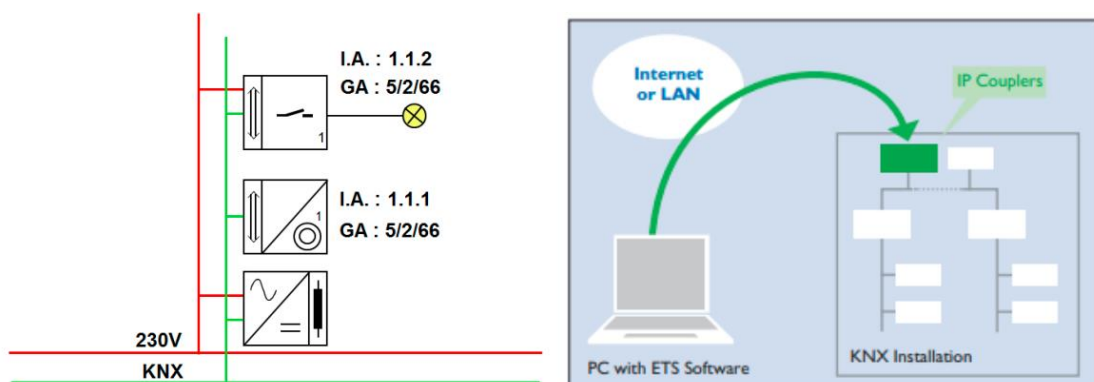 I.A. : 1.1.2
GA : 5/2/66
1
I.A. : 1.1.1
GA : 5/2/66
1
230V
KNX
Internet
or LAN
IP Couplers
PC with ETS Software
KNX Installation